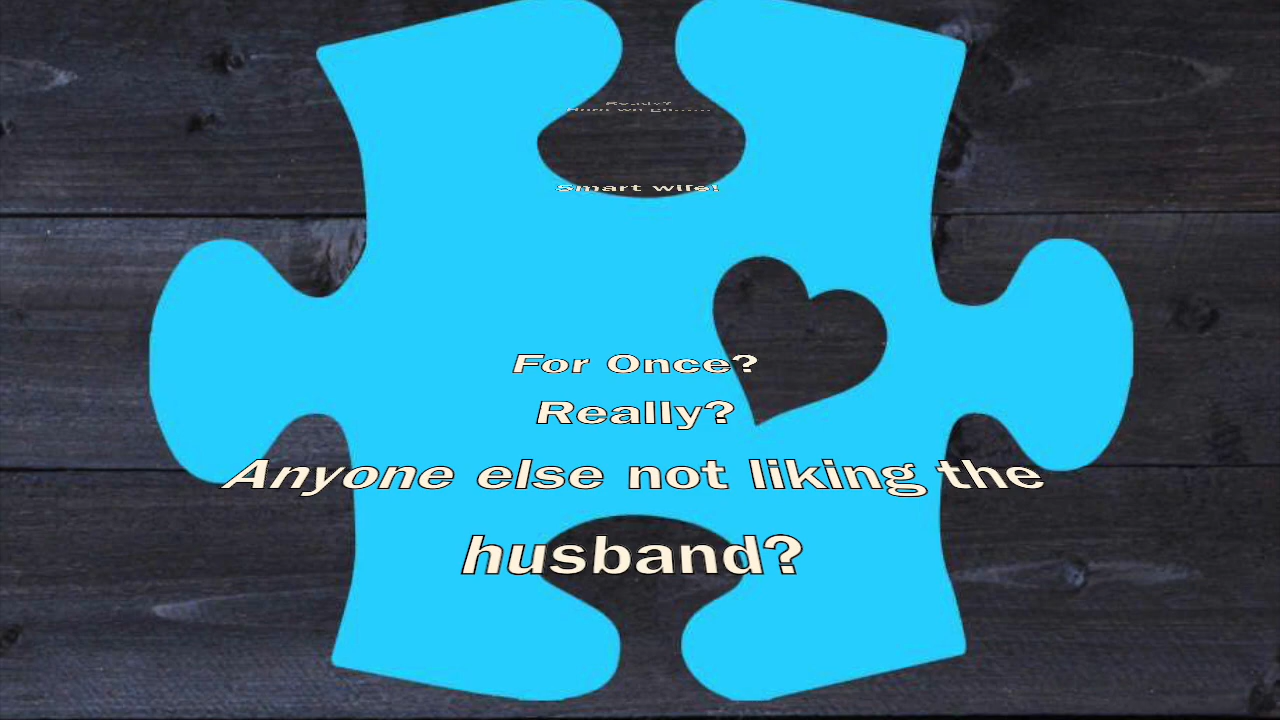 Smart wife!
For Once?
Really?
Anyone else not liking the
husband?